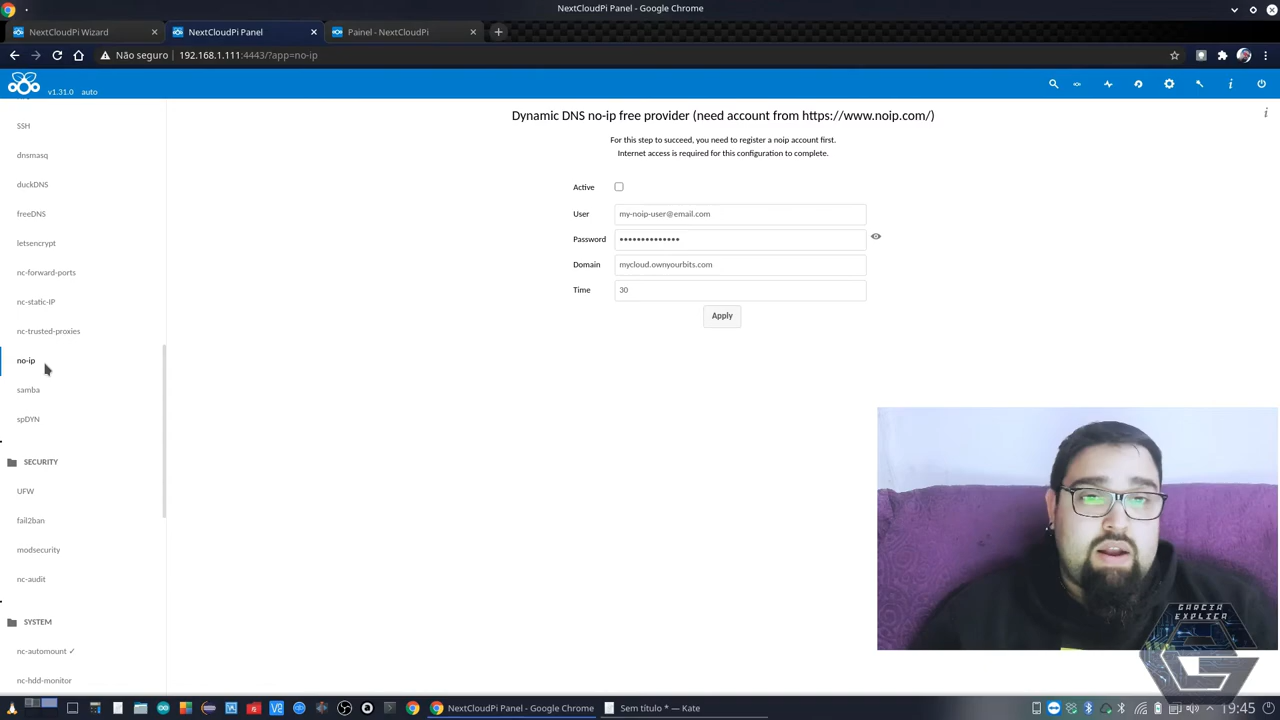 NextCloudPi Panel - Google Chrome
NextCloudPi Wizard
NextCloudPi Panel
Painel - NextCloudPi
Não seguro
192.168.1.111:4443/?app=no-ip
v1.31.0
auto
SSH
dnsmasq
duckDNS
freeDNS
letsencrypt
nc-forward-ports
nc-static-IP
nc-trusted-proxies
no-ip
samba
spDYN
SECURITY
UFW
fail2ban
modsecurity
nc-audit
SYSTEM
nc-automount ✓
nc-hdd-monitor
Dynamic DNS no-ip free provider (need account from https://www.noip.com/)
For this step to succeed, you need to register a noip account first.
Internet access is required for this configuration to complete.
Active
User
my-noip-user@email.com
Password
••••••••••••••
Domain
mycloud.ownyourbits.com
Time
30
Apply
GARCIA
EXPLICA
NextCloudPi Panel - Google Chrome
Sem título * — Kate
19:45